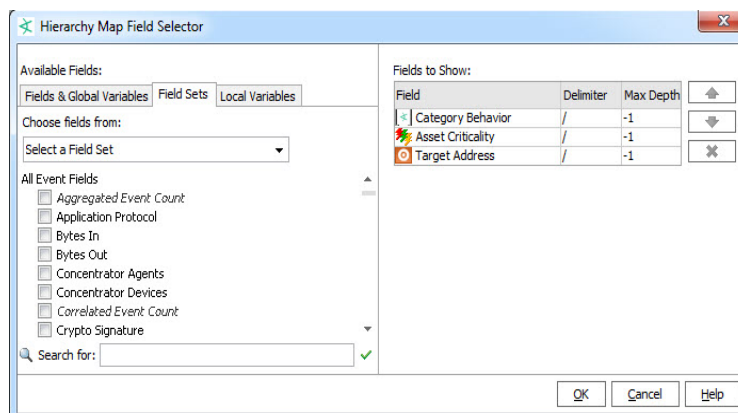 Hierarchy Map Field Selector
Available Fields:
Fields & Global Variables Field Sets Local Variables
Choose fields from:
Select a Field Set
All Event Fields
Aggregated Event Count
Application Protocol
Bytes In
Bytes Out
Concentrator Agents
Concentrator Devices
Correlated Event Count
Crypto Signature
Search for:
Fields to Show:
Field Delimiter Max Depth
Category Behavior / -1
Asset Criticality / -1
Target Address / -1
OK Cancel Help